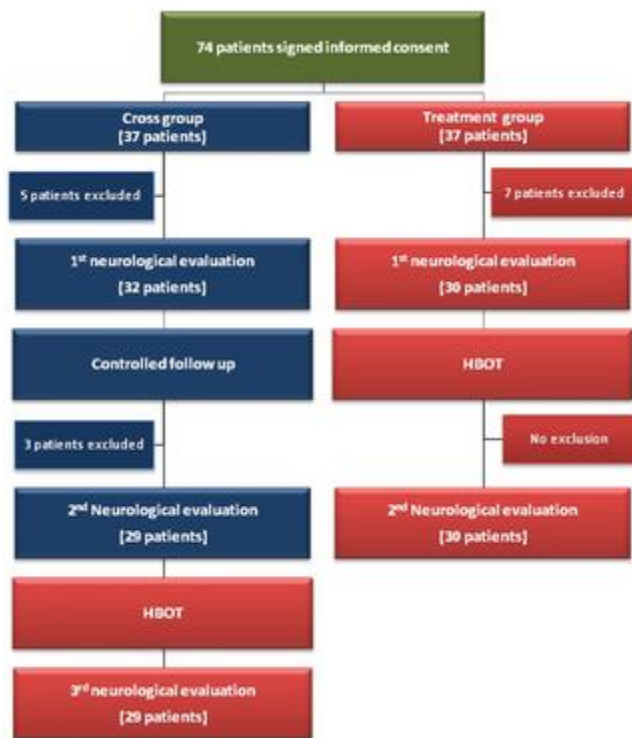 74 patients signed informed consent
Cross group
[37 patients]
Treatment group
[37 patients]
5 patients excluded
7 patients excluded
1st neurological evaluation
[32 patients]
1st neurological evaluation
[30 patients]
Controlled follow up
HBOT
3 patients excluded
No exclusion
2nd Neurological evaluation
[29 patients]
2nd Neurological evaluation
[30 patients]
HBOT
3rd neurological evaluation
[29 patients]